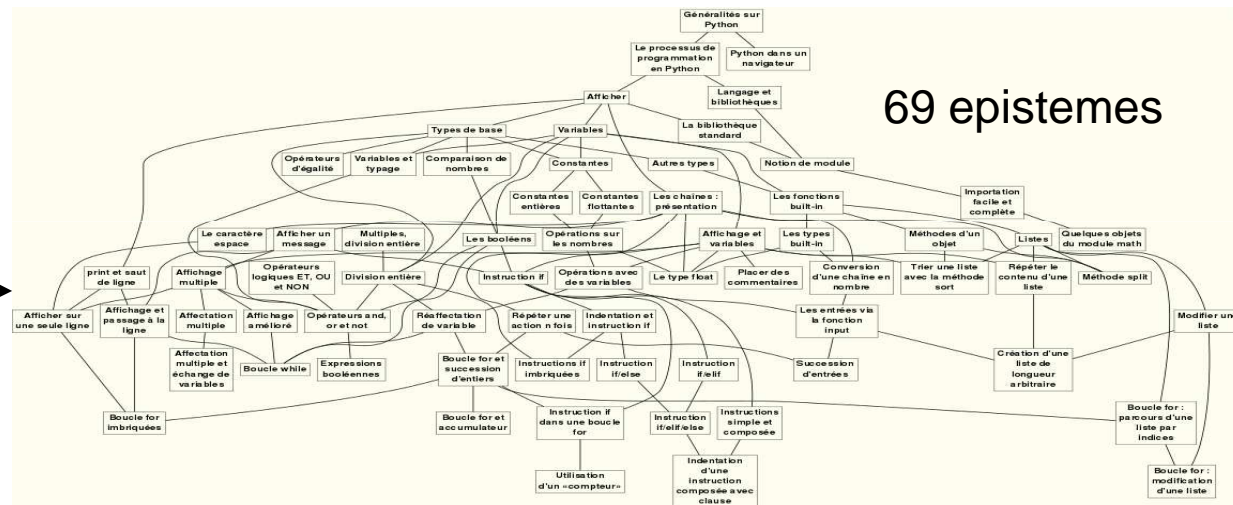 Généralités sur
Python
Le processus de
programmation
en Python
Python dans un
navigateur
Afficher
Langage et
bibliothèques
69 epistemes
Types de base
Variables
La bibliothèque
standard
Opérateurs
d'égalité
Variables et
typage
Comparaison de
nombres
Constantes
Autres types
Notion de module
Constantes
entières
Constantes
flottantes
Les chaînes :
présentation
Les fonctions
built-in
Importation
facile et
complète
Le caractère
espace
Afficher un
message
Multiples,
division entière
Les booléens
Opérations sur
les nombres
Affichage et
variables
Les types
built-in
Méthodes d'un
objet
Listes
Quelques objets
du module math
print et saut
de ligne
Affichage
multiple
Opérateurs
logiques ET, OU
et NON
Division entière
Instruction if
Opérations avec
des variables
Le type float
Placer des
commentaires
Conversion
d'une chaîne en
nombre
Trier une liste
avec la méthode
sort
Répéter le
contenu d'une
liste
Méthode split
Afficher sur
une seule ligne
Affichage et
passage à la
ligne
Affectation
multiple
Affichage
amélioré
Opérateurs and,
or et not
Réaffectation
de variable
Répéter une
action n fois
Indentation et
instruction if
Les entrées via
la fonction
input
Modifier une
liste
Affectation
multiple et
échange de
variables
Boucle while
Expressions
booléennes
Boucle for et
succession
d'entiers
Instructions if
imbriquées
Instruction
if/else
Instruction
if/elif
Succession
d'entrées
Création d'une
liste de
longueur
arbitraire
Boucle for
imbriquées
Boucle for et
accumulateur
Instruction if
dans une boucle
for
Instruction
if/elif/else
Instructions
simple et
composée
Boucle for :
parcours d'une
liste par
indices
Utilisation
d'un «compteur»
Indentation
d'une
instruction
composée avec
clause
Boucle for :
modification
d'une liste